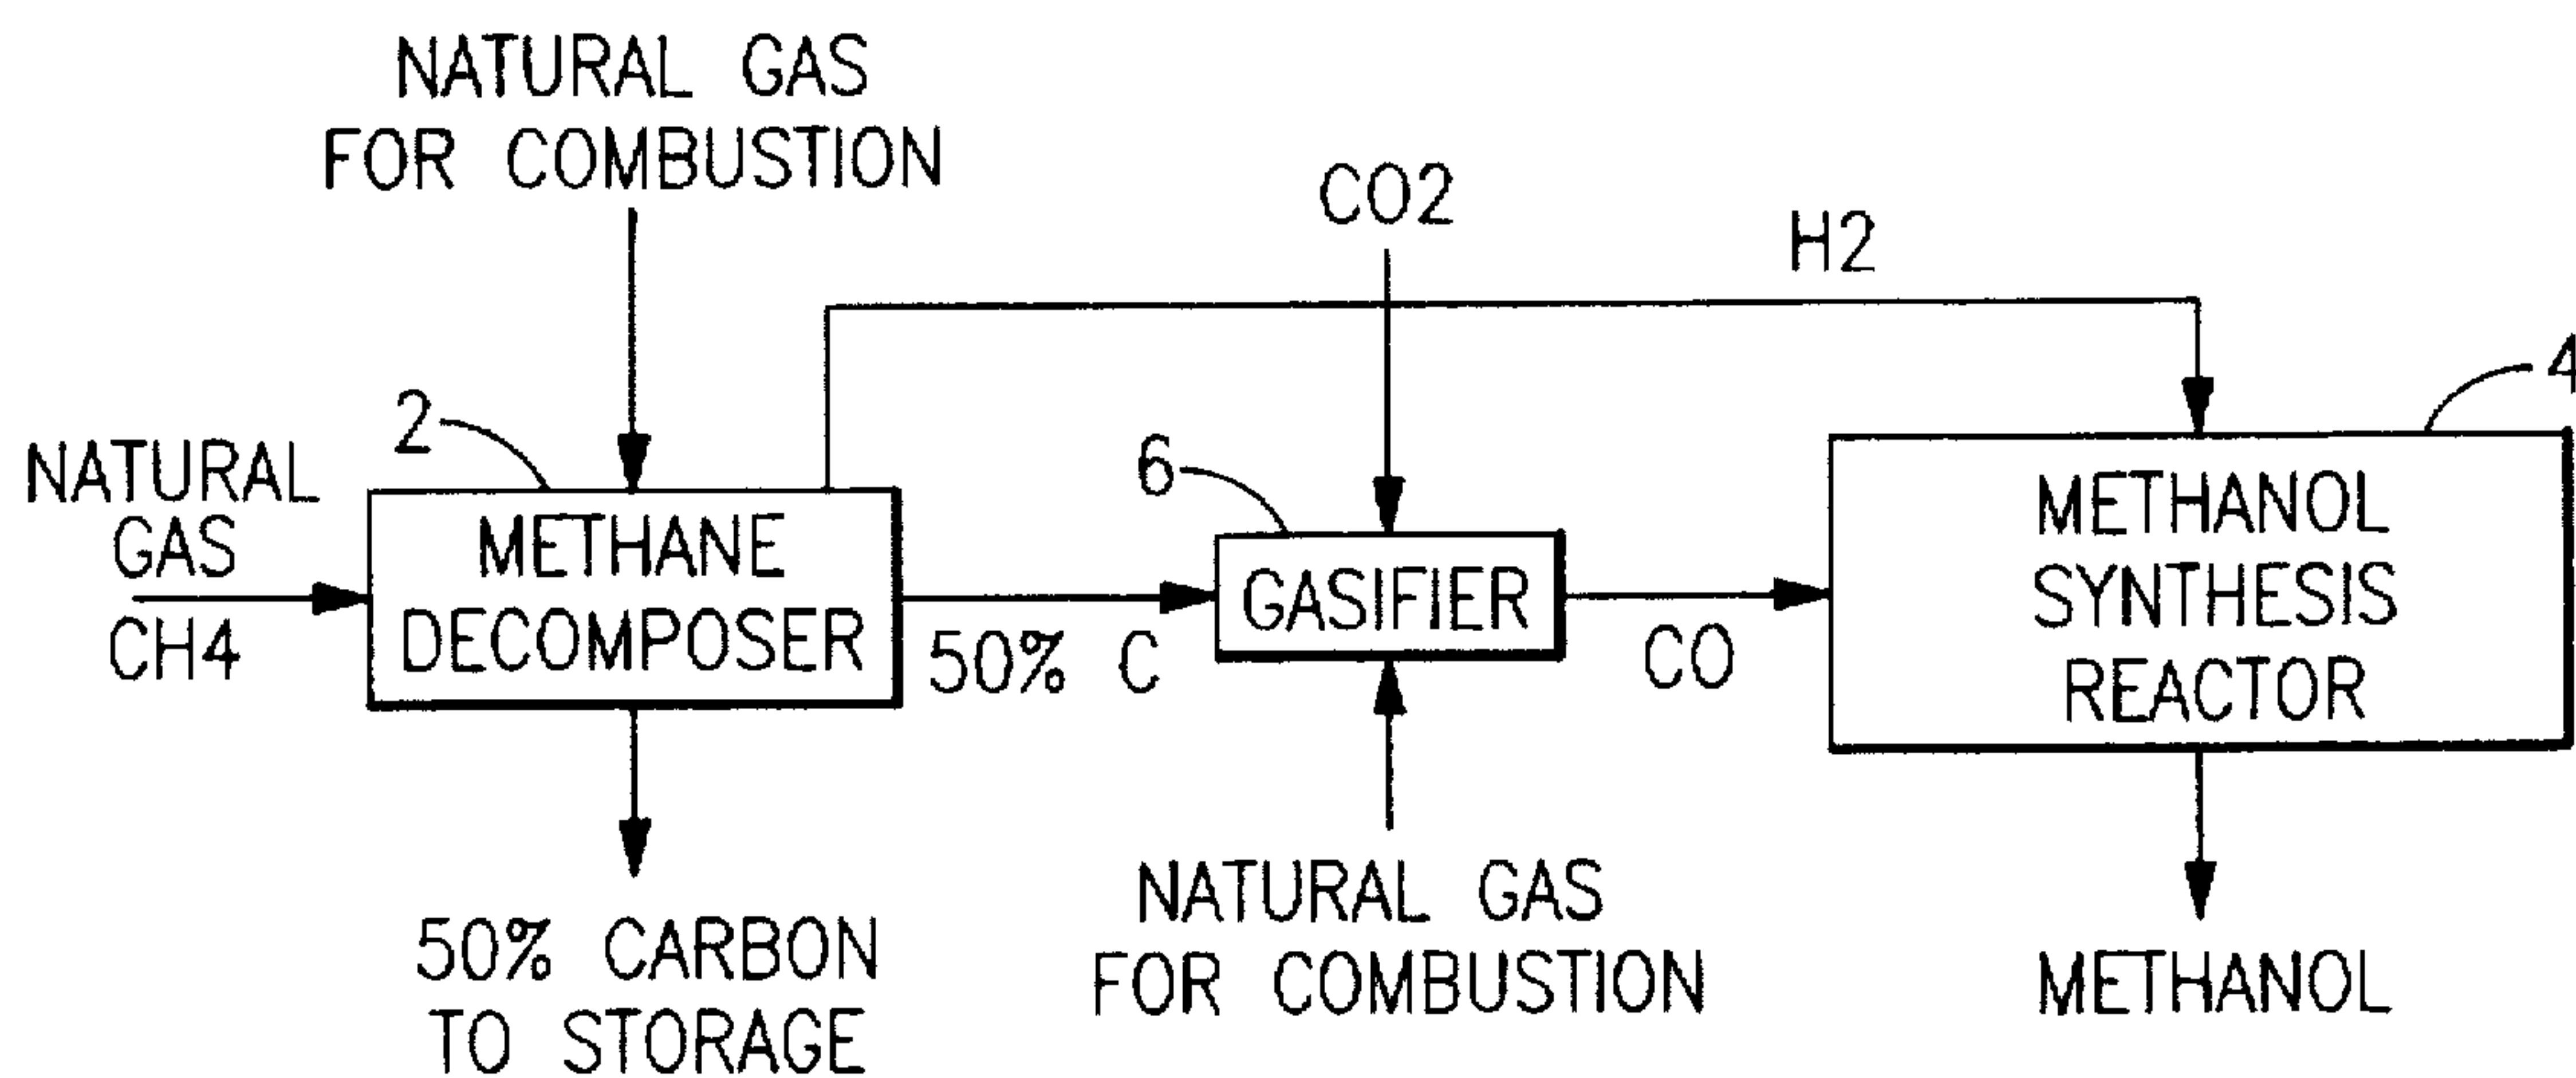 NATURAL GAS
FOR COMBUSTION
CO2
H2
2
6
4
NATURAL
GAS
CH4
METHANE
DECOMPOSER
50% C
GASIFIER
CO
METHANOL
SYNTHESIS
REACTOR
50% CARBON
TO STORAGE
NATURAL GAS
FOR COMBUSTION
METHANOL